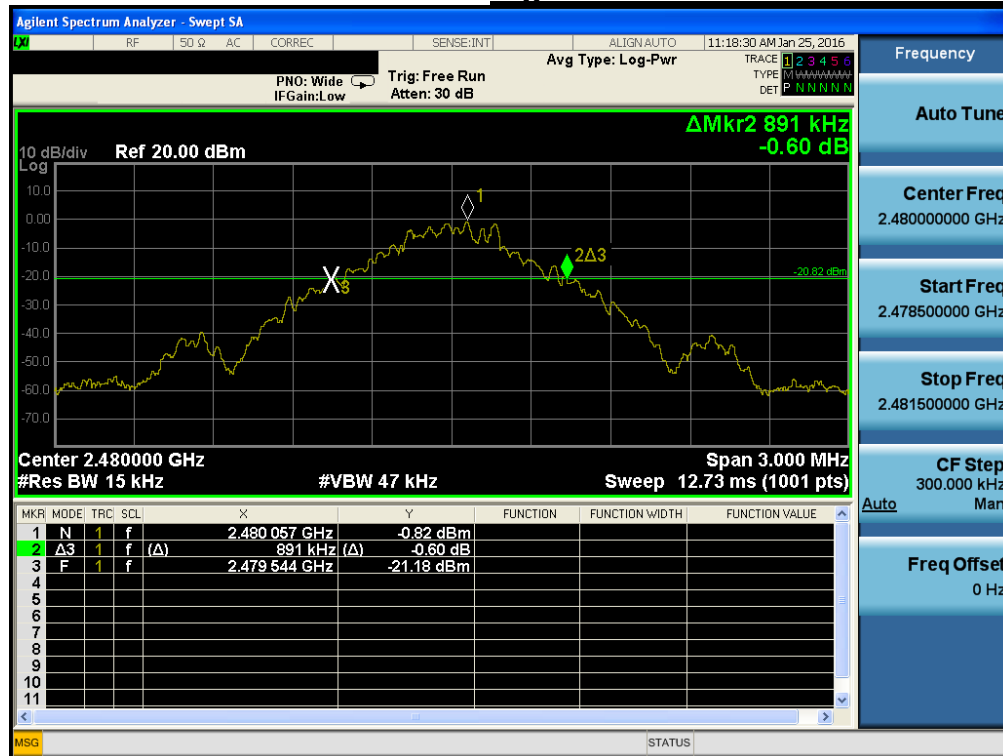 Agilent Spectrum Analyzer - Swept SA
LXI RF 50 Ω AC CORREC SENSE:INT ALIGN AUTO 11:18:30 AM Jan 25, 2016
PNO: Wide
IFGain:Low
Trig: Free Run
Atten: 30 dB
Avg Type: Log-Pwr
TRACE 1 2 3 4 5 6
TYPE M
DET P N N N N N
ΔMkr2 891 kHz
-0.60 dB
10 dB/div Ref 20.00 dBm
Log
10.0
0.00
-10.0
-20.0
-30.0
-40.0
-50.0
-60.0
-70.0
1
2Δ3
-20.82 dBm
3
Center 2.480000 GHz Span 3.000 MHz
#Res BW 15 kHz #VBW 47 kHz Sweep 12.73 ms (1001 pts)
MKR MODE TRC SCL X Y FUNCTION FUNCTION WIDTH FUNCTION VALUE
1 N 1 f 2.480 057 GHz -0.82 dBm
2 Δ3 1 f (Δ) 891 kHz (Δ) -0.60 dB
3 F 1 f 2.479 544 GHz -21.18 dBm
4
5
6
7
8
9
10
11
MSG STATUS
Frequency
Auto Tune
Center Freq
2.480000000 GHz
Start Freq
2.478500000 GHz
Stop Freq
2.481500000 GHz
CF Step
300.000 kHz
Auto Man
Freq Offset
0 Hz